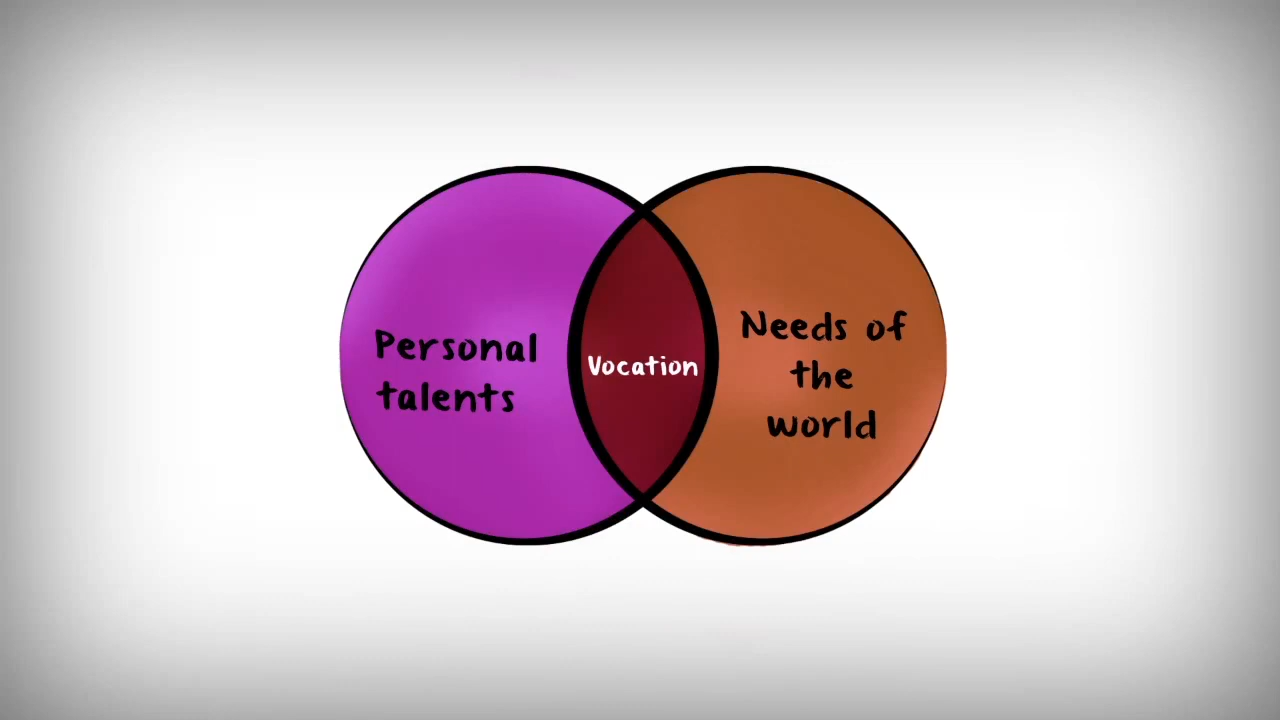 Personal
talents
Vocation
Needs of
the
world